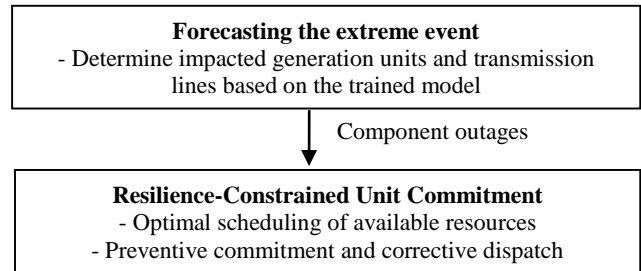 Forecasting the extreme event
- Determine impacted generation units and transmission
lines based on the trained model
Component outages
Resilience-Constrained Unit Commitment
- Optimal scheduling of available resources
- Preventive commitment and corrective dispatch